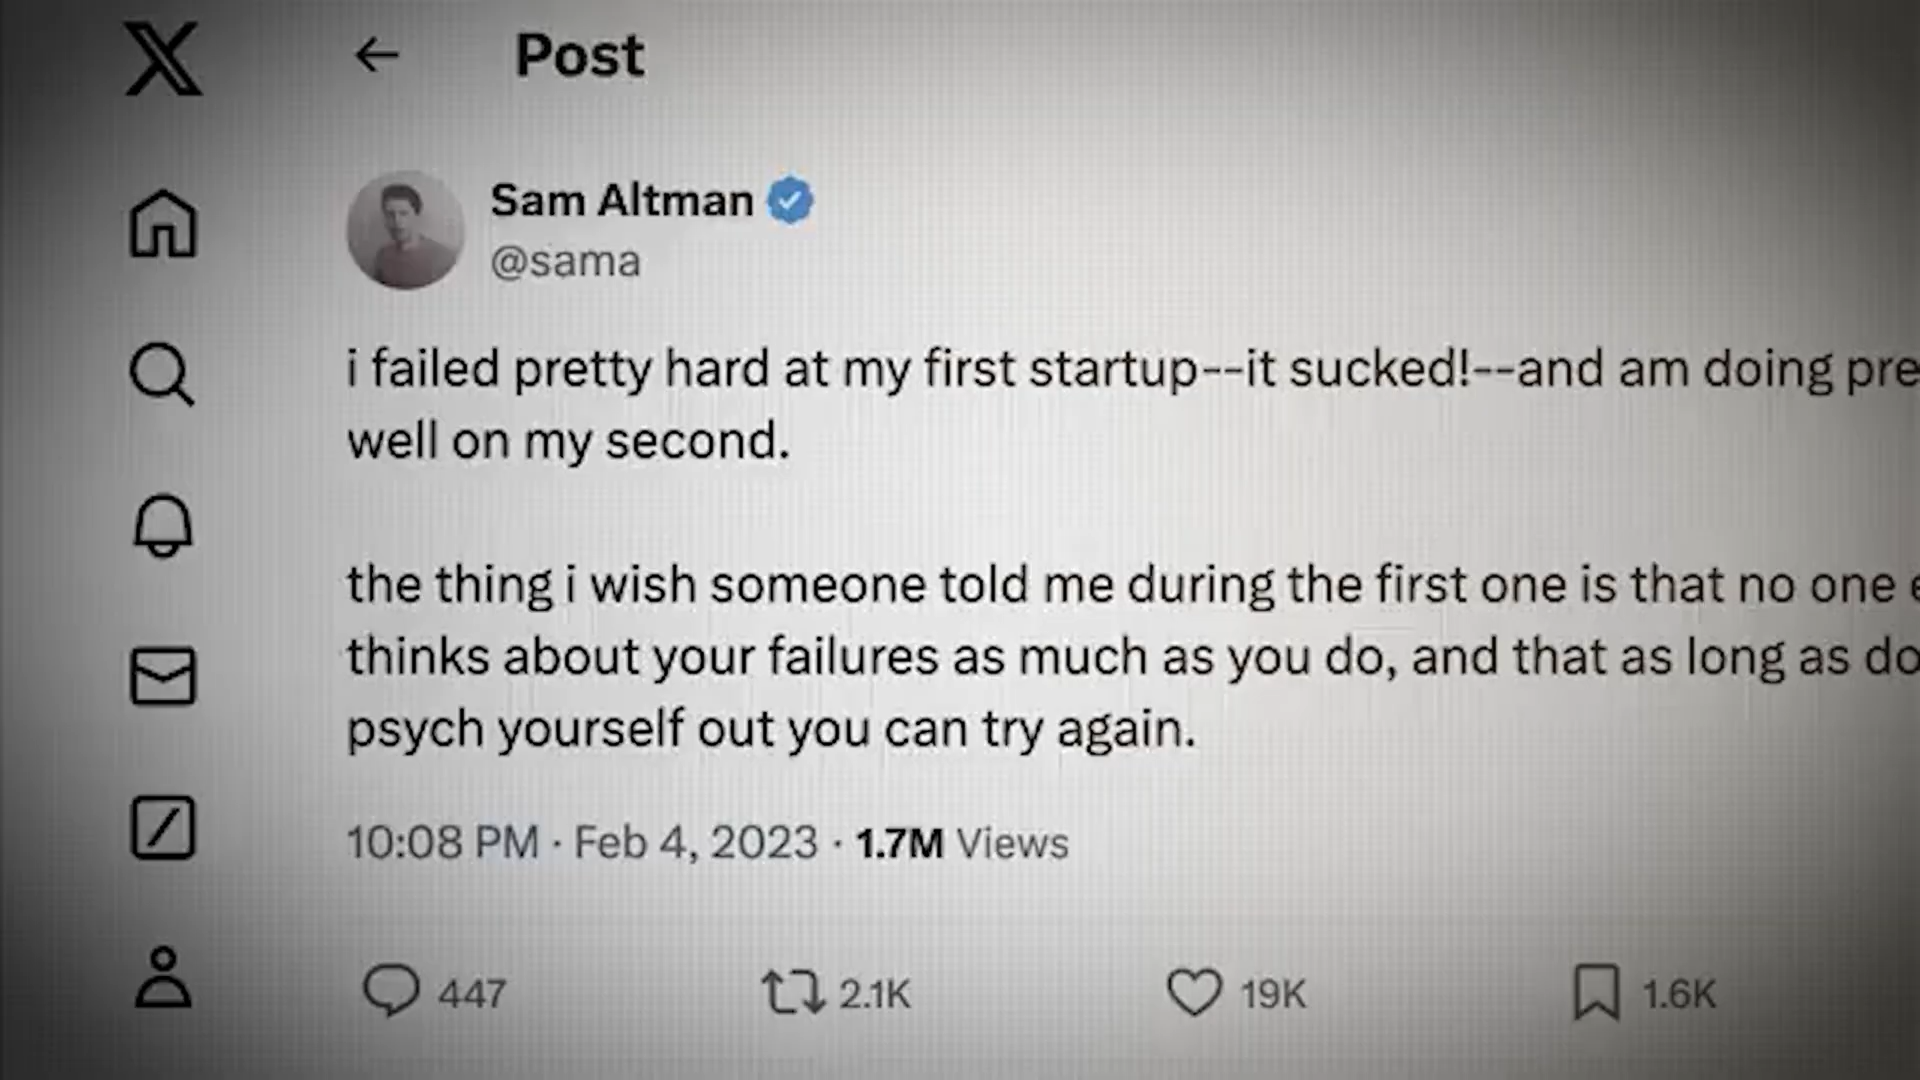 Post
Sam Altman
@sama
i failed pretty hard at my first startup--it sucked!--and am doing
well on my second.
the thing i wish someone told me during the first one is that no one
thinks about your failures as much as you do, and that as long as
psych yourself out you can try again.
10:08 PM · Feb 4, 2023 · 1.7M Views
447 2.1K 19K 1.6K